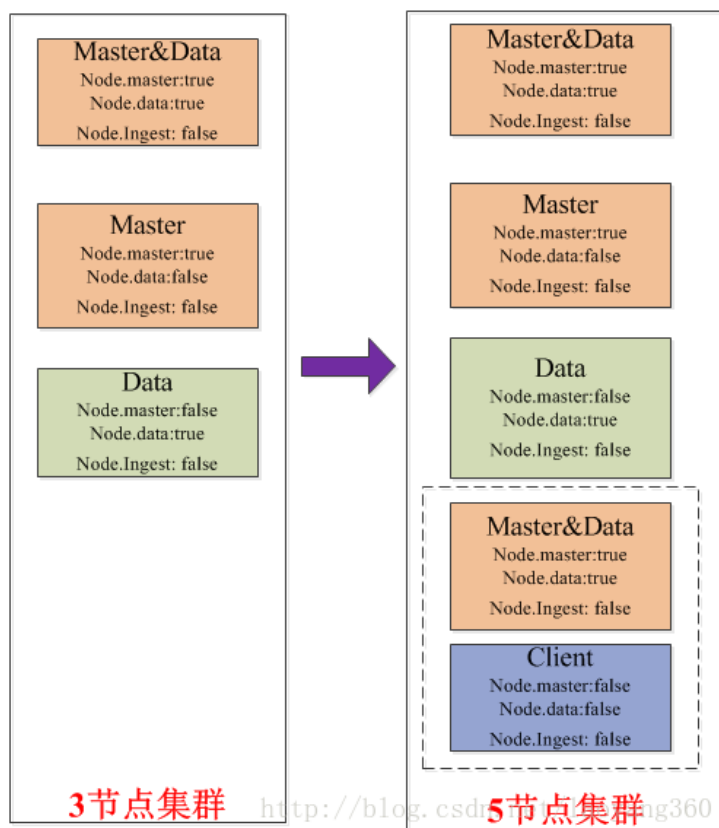 Master&Data
Node.master:true
Node.data:true
Node.Ingest: false
Master
Node.master:true
Node.data:false
Node.Ingest: false
Data
Node.master:false
Node.data:true
Node.Ingest: false
3节点集群
Master&Data
Node.master:true
Node.data:true
Node.Ingest: false
Master
Node.master:true
Node.data:false
Node.Ingest: false
Data
Node.master:false
Node.data:true
Node.Ingest: false
Master&Data
Node.master:true
Node.data:true
Node.Ingest: false
Client
Node.master:false
Node.data:false
Node.Ingest: false
5节点集群
http://blog.csd